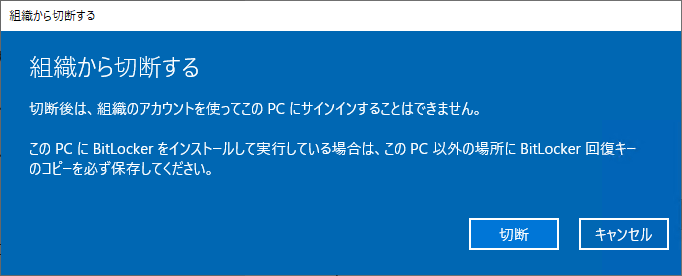 組織から切断する
組織から切断する
切断後は、組織のアカウントを使ってこの PC にサインインすることはできません。
この PC に BitLocker をインストールして実行している場合は、この PC 以外の場所に BitLocker 回復キー
のコピーを必ず保存してください。
切断
キャンセル